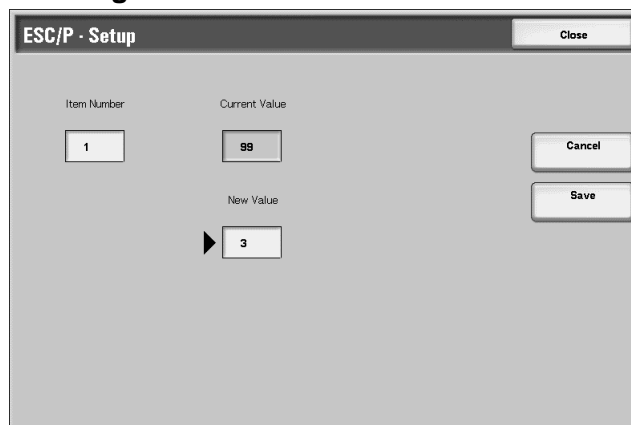 ESC/P - Setup
Close
Item Number
Current Value
1
99
Cancel
New Value
Save
3